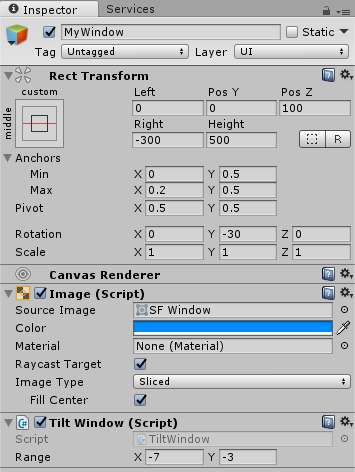 Inspector Services
MyWindow Static
Tag Untagged Layer UI
Rect Transform
custom Left Pos Y Pos Z
middle 0 0 100
Right Height
-300 500 R
Anchors
Min X 0 Y 0.5
Max X 0.2 Y 0.5
Pivot X 0.5 Y 0.5
Rotation X 0 Y -30 Z 0
Scale X 1 Y 1 Z 1
Canvas Renderer
Image (Script)
Source Image SF Window
Color
Material None (Material)
Raycast Target
Image Type Sliced
Fill Center
Tilt Window (Script)
Script TiltWindow
Range X -7 Y -3